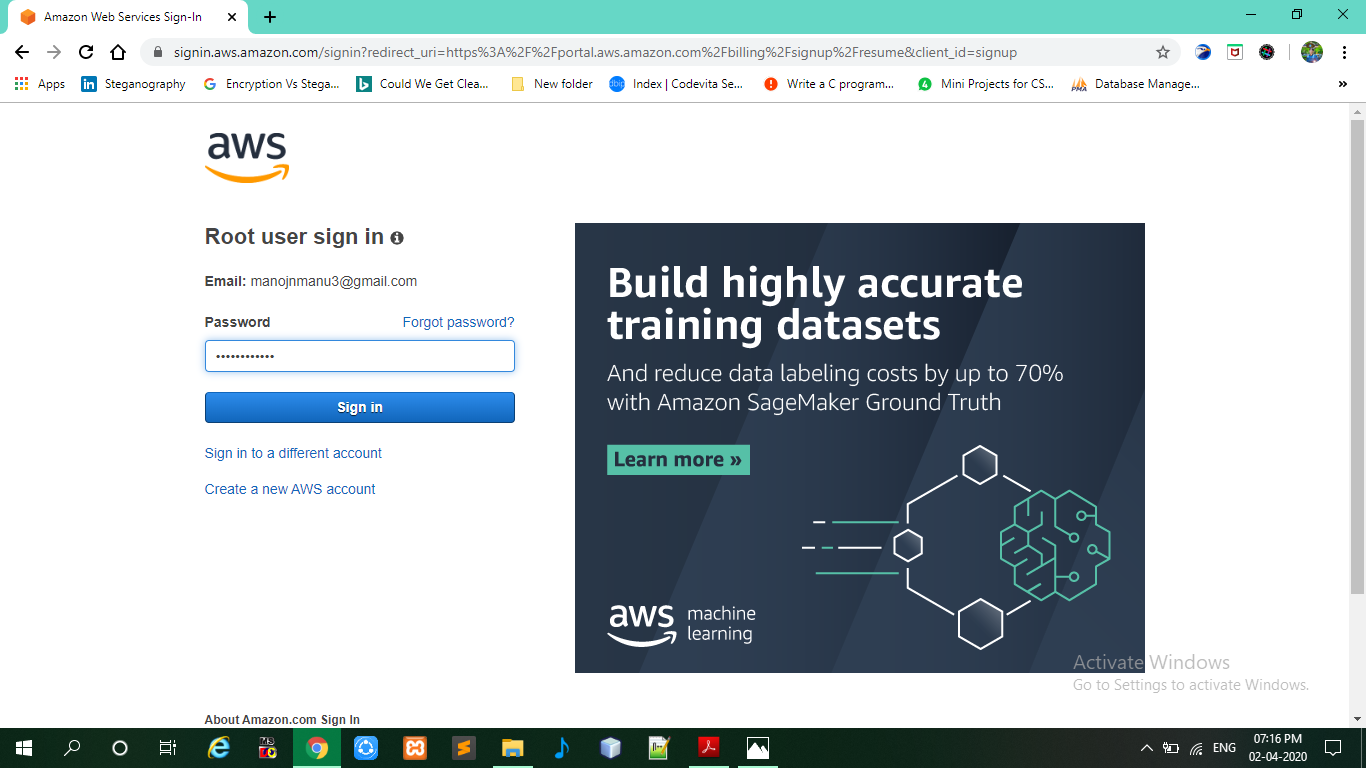 Amazon Web Services Sign-In
signin.aws.amazon.com/signin?redirect_uri=https%3A%2F%2Fportal.aws.amazon.com%2Fbilling%2Fsignup%2Fresume&client_id=signup
Apps Steganography Encryption Vs Stega... Could We Get Clea... New folder Index | Codevita Se... Write a C program... Mini Projects for CS... Database Manage... »
aws
Root user sign in
Email: manojnmanu3@gmail.com
Password Forgot password?
••••••••••••
Sign in
Sign in to a different account
Create a new AWS account
Build highly accurate
training datasets
And reduce data labeling costs by up to 70%
with Amazon SageMaker Ground Truth
Learn more »
aws machine
learning
Activate Windows
Go to Settings to activate Windows.
About Amazon.com Sign In
ENG
07:16 PM
02-04-2020